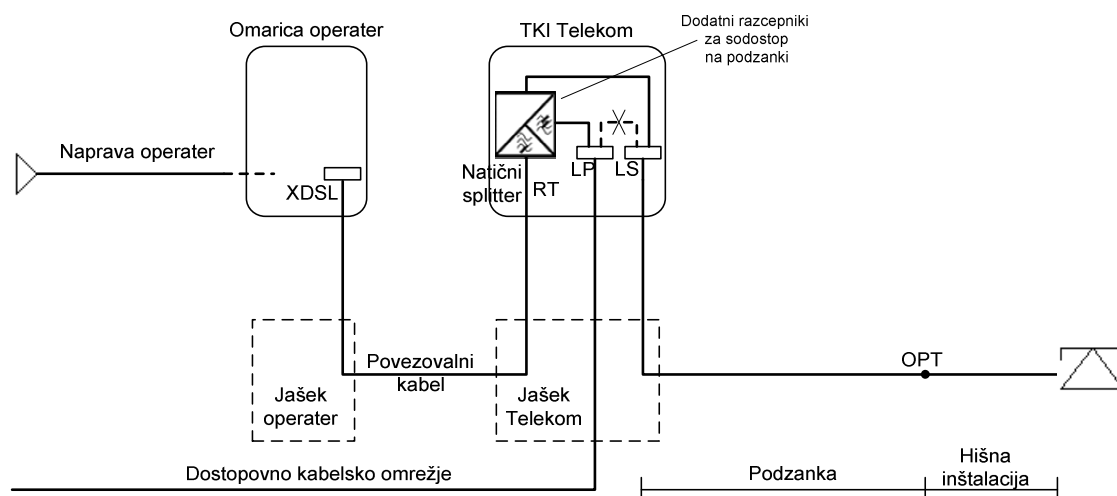 Omarica operater
TKI Telekom
Dodatni razcepniki
za sodostop
na podzanki
Naprava operater
XDSL
Natični
splitter
RT
LP
LS
Povezovalni
kabel
Jašek
operater
Jašek
Telekom
OPT
Dostopovno kabelsko omrežje
Podzanka
Hišna
inštalacija